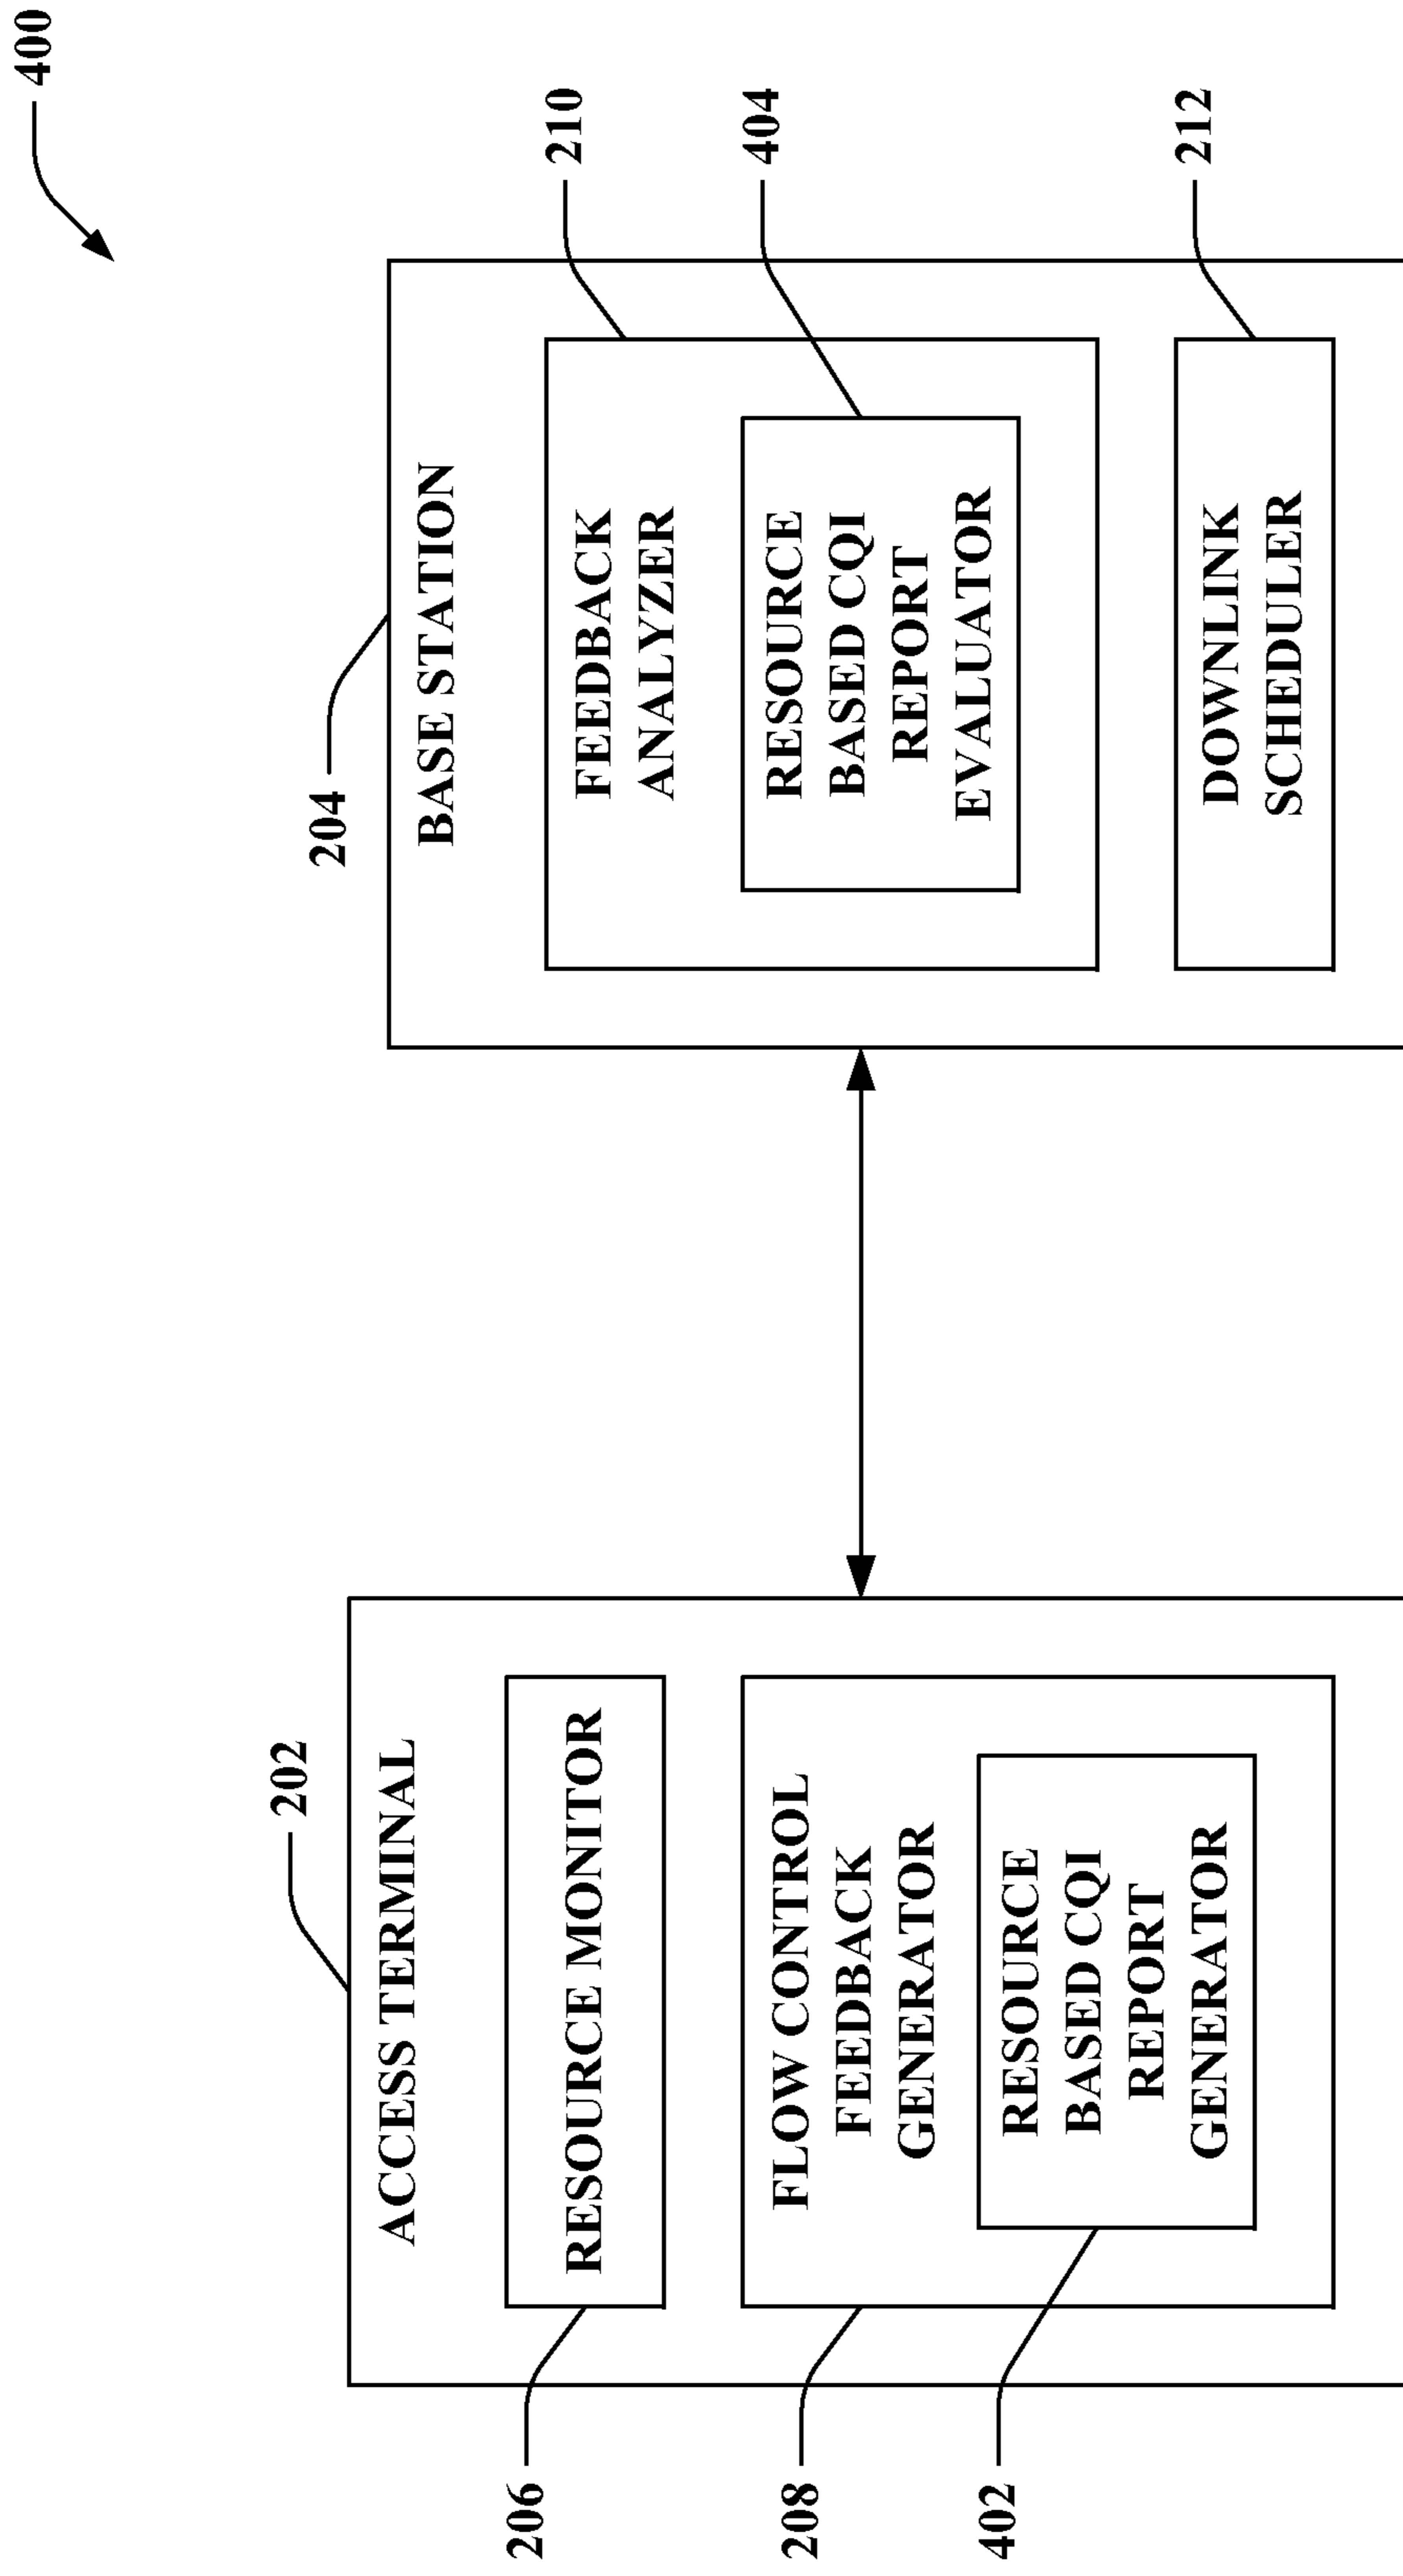 400
202
ACCESS TERMINAL
206
RESOURCE MONITOR
208
FLOW CONTROL
FEEDBACK
GENERATOR
402
RESOURCE
BASED CQI
REPORT
GENERATOR
204
BASE STATION
210
FEEDBACK
ANALYZER
404
RESOURCE
BASED CQI
REPORT
EVALUATOR
212
DOWNLINK
SCHEDULER